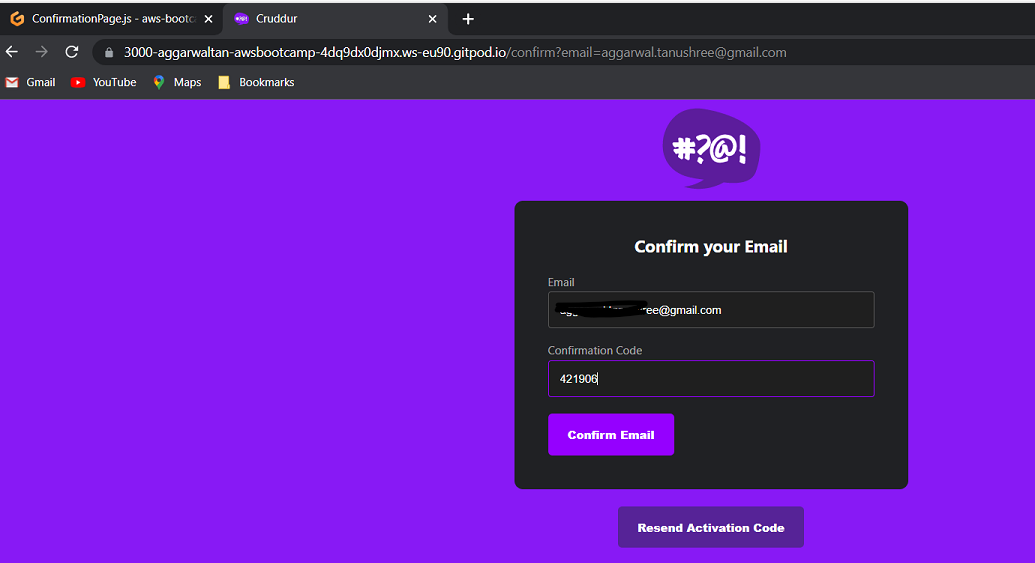 ConfirmationPage.js - aws-bootc
Cruddur
3000-aggarwaltan-awsbootcamp-4dq9dx0djmx.ws-eu90.gitpod.io/confirm?email=aggarwal.tanushree@gmail.com
Gmail YouTube Maps Bookmarks
#?@!
Confirm your Email
Email
ree@gmail.com
Confirmation Code
421906
Confirm Email
Resend Activation Code